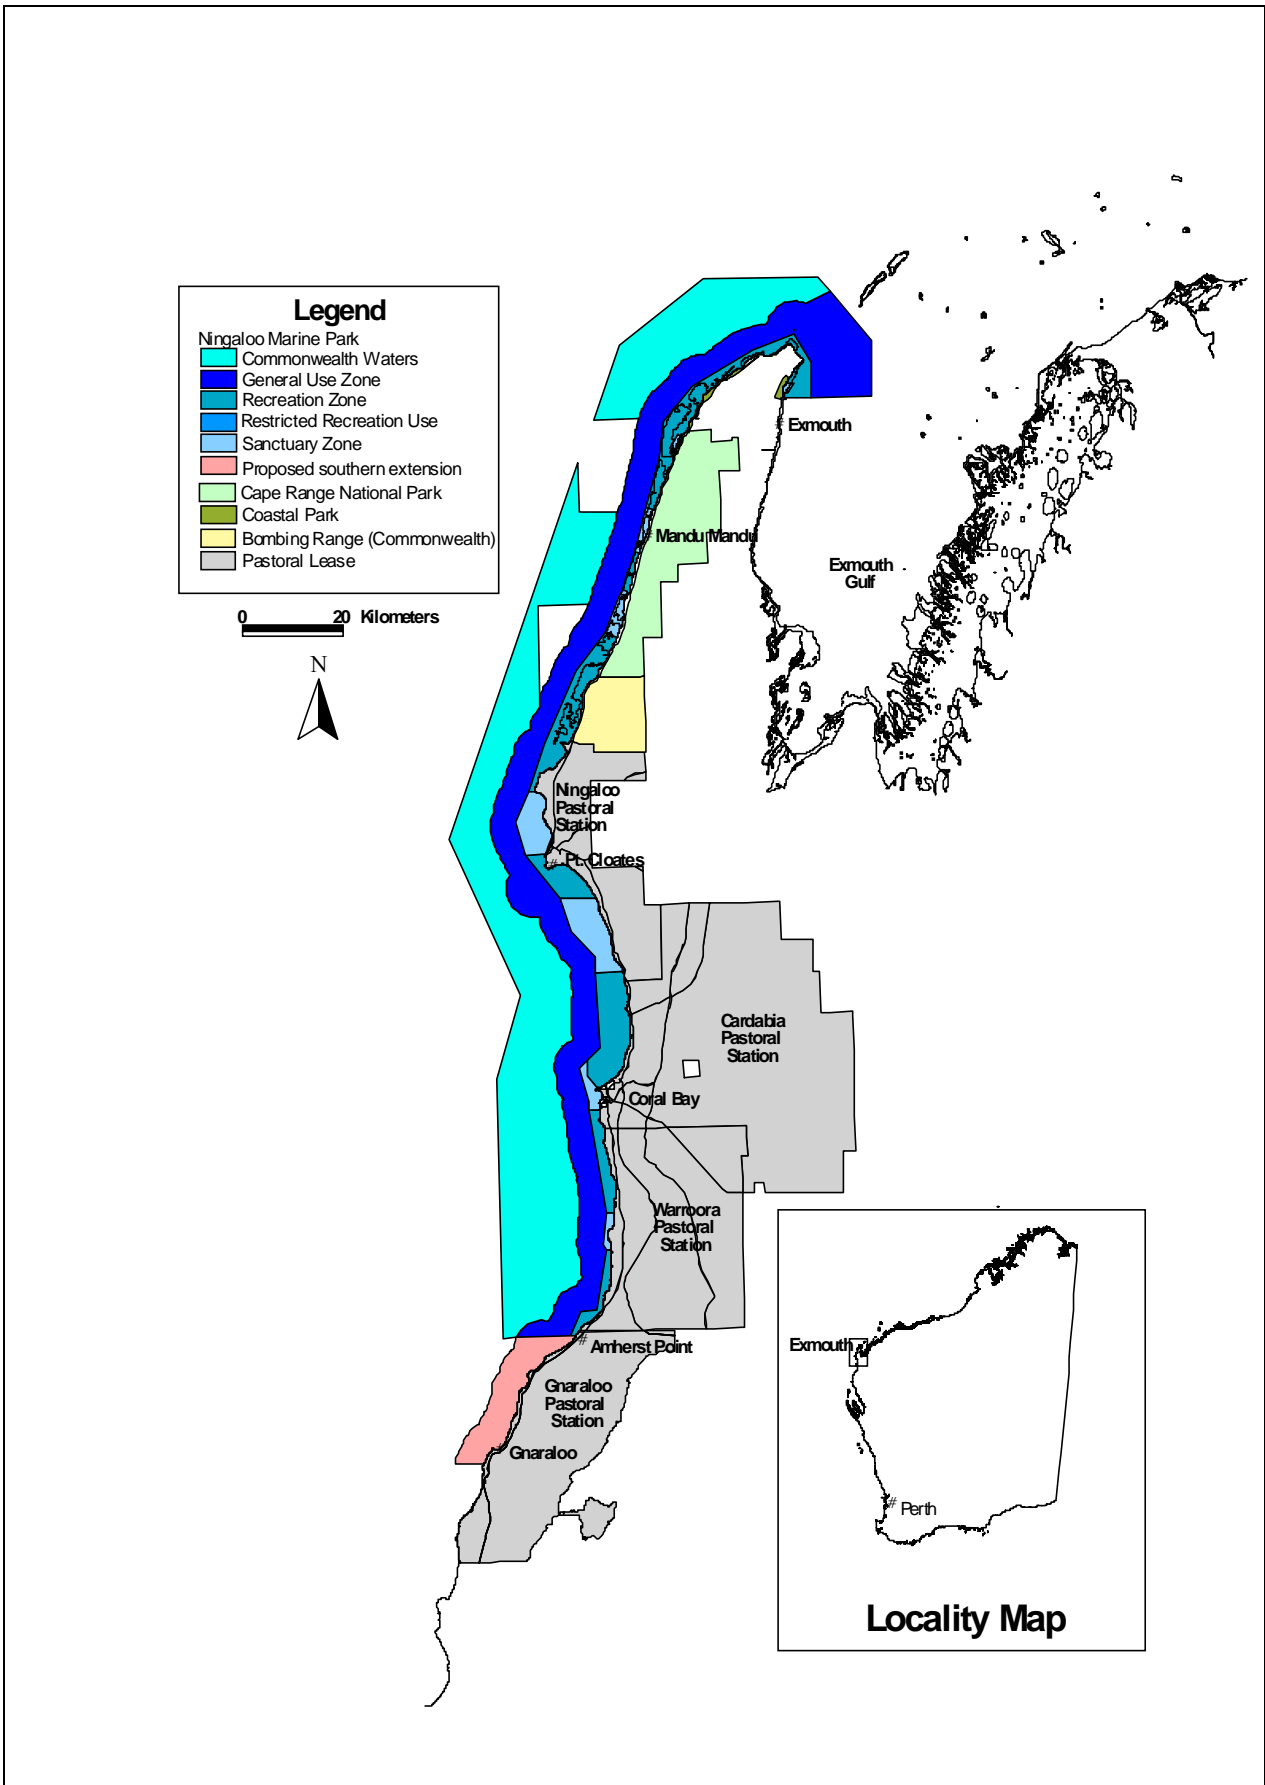 Legend
Ningaloo Marine Park
Commonwealth Waters
General Use Zone
Recreation Zone
Restricted Recreation Use
Sanctuary Zone
Proposed southern extension
Cape Range National Park
Coastal Park
Bombing Range (Commonwealth)
Pastoral Lease
0 20 Kilometers
N
# Exmouth
# Mandu Mandu
Exmouth
Gulf
Ningaloo
Pastoral
Station
# Pt. Cloates
Cardabia
Pastoral
Station
# Coral Bay
Warroora
Pastoral
Station
# Amherst Point
Gnaraloo
Pastoral
Station
# Gnaraloo
Exmouth
# Perth
Locality Map